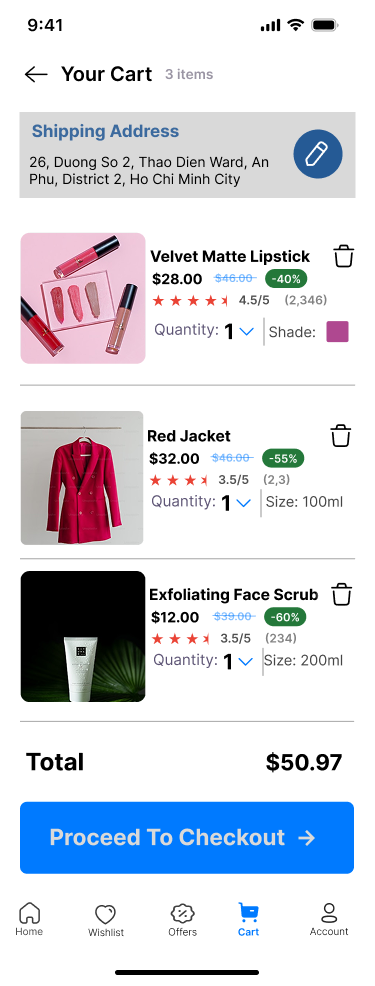 9:41
Your Cart 3 items
Shipping Address
26, Duong So 2, Thao Dien Ward, An
Phu, District 2, Ho Chi Minh City
Velvet Matte Lipstick
$28.00 $46.00 -40%
4.5/5 (2,346)
Quantity: 1 Shade:
Red Jacket
$32.00 $46.00 -55%
3.5/5 (2,3)
Quantity: 1 Size: 100ml
Exfoliating Face Scrub
$12.00 $39.00 -60%
3.5/5 (234)
Quantity: 1 Size: 200ml
Total $50.97
Proceed To Checkout →
Home Wishlist Offers Cart Account